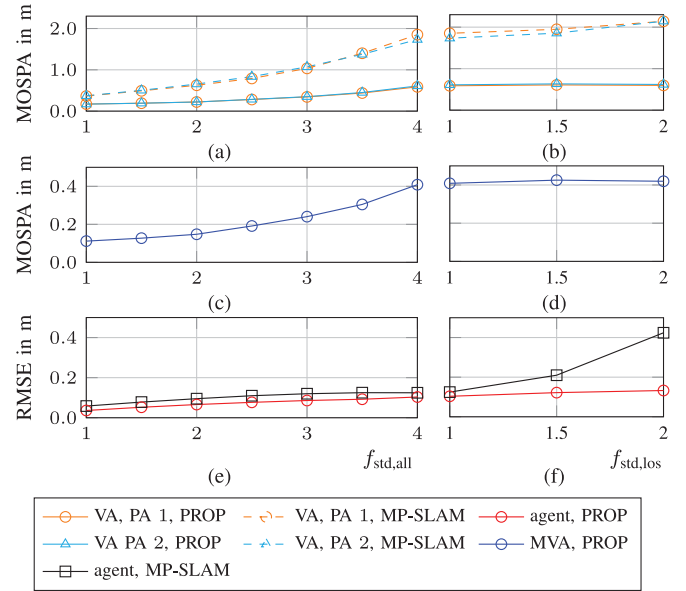 MOSPA in m
2.0
1.0
0.0
1 2 3 4
1 1.5 2
(a) (b)
MOSPA in m
0.4
0.2
0.0
1 2 3 4
1 1.5 2
(c) (d)
RMSE in m
0.4
0.2
0.0
1 2 3 4
1 1.5 2
f_std,all f_std,los
(e) (f)
VA, PA 1, PROP VA, PA 1, MP-SLAM agent, PROP
VA PA 2, PROP VA, PA 2, MP-SLAM MVA, PROP
agent, MP-SLAM